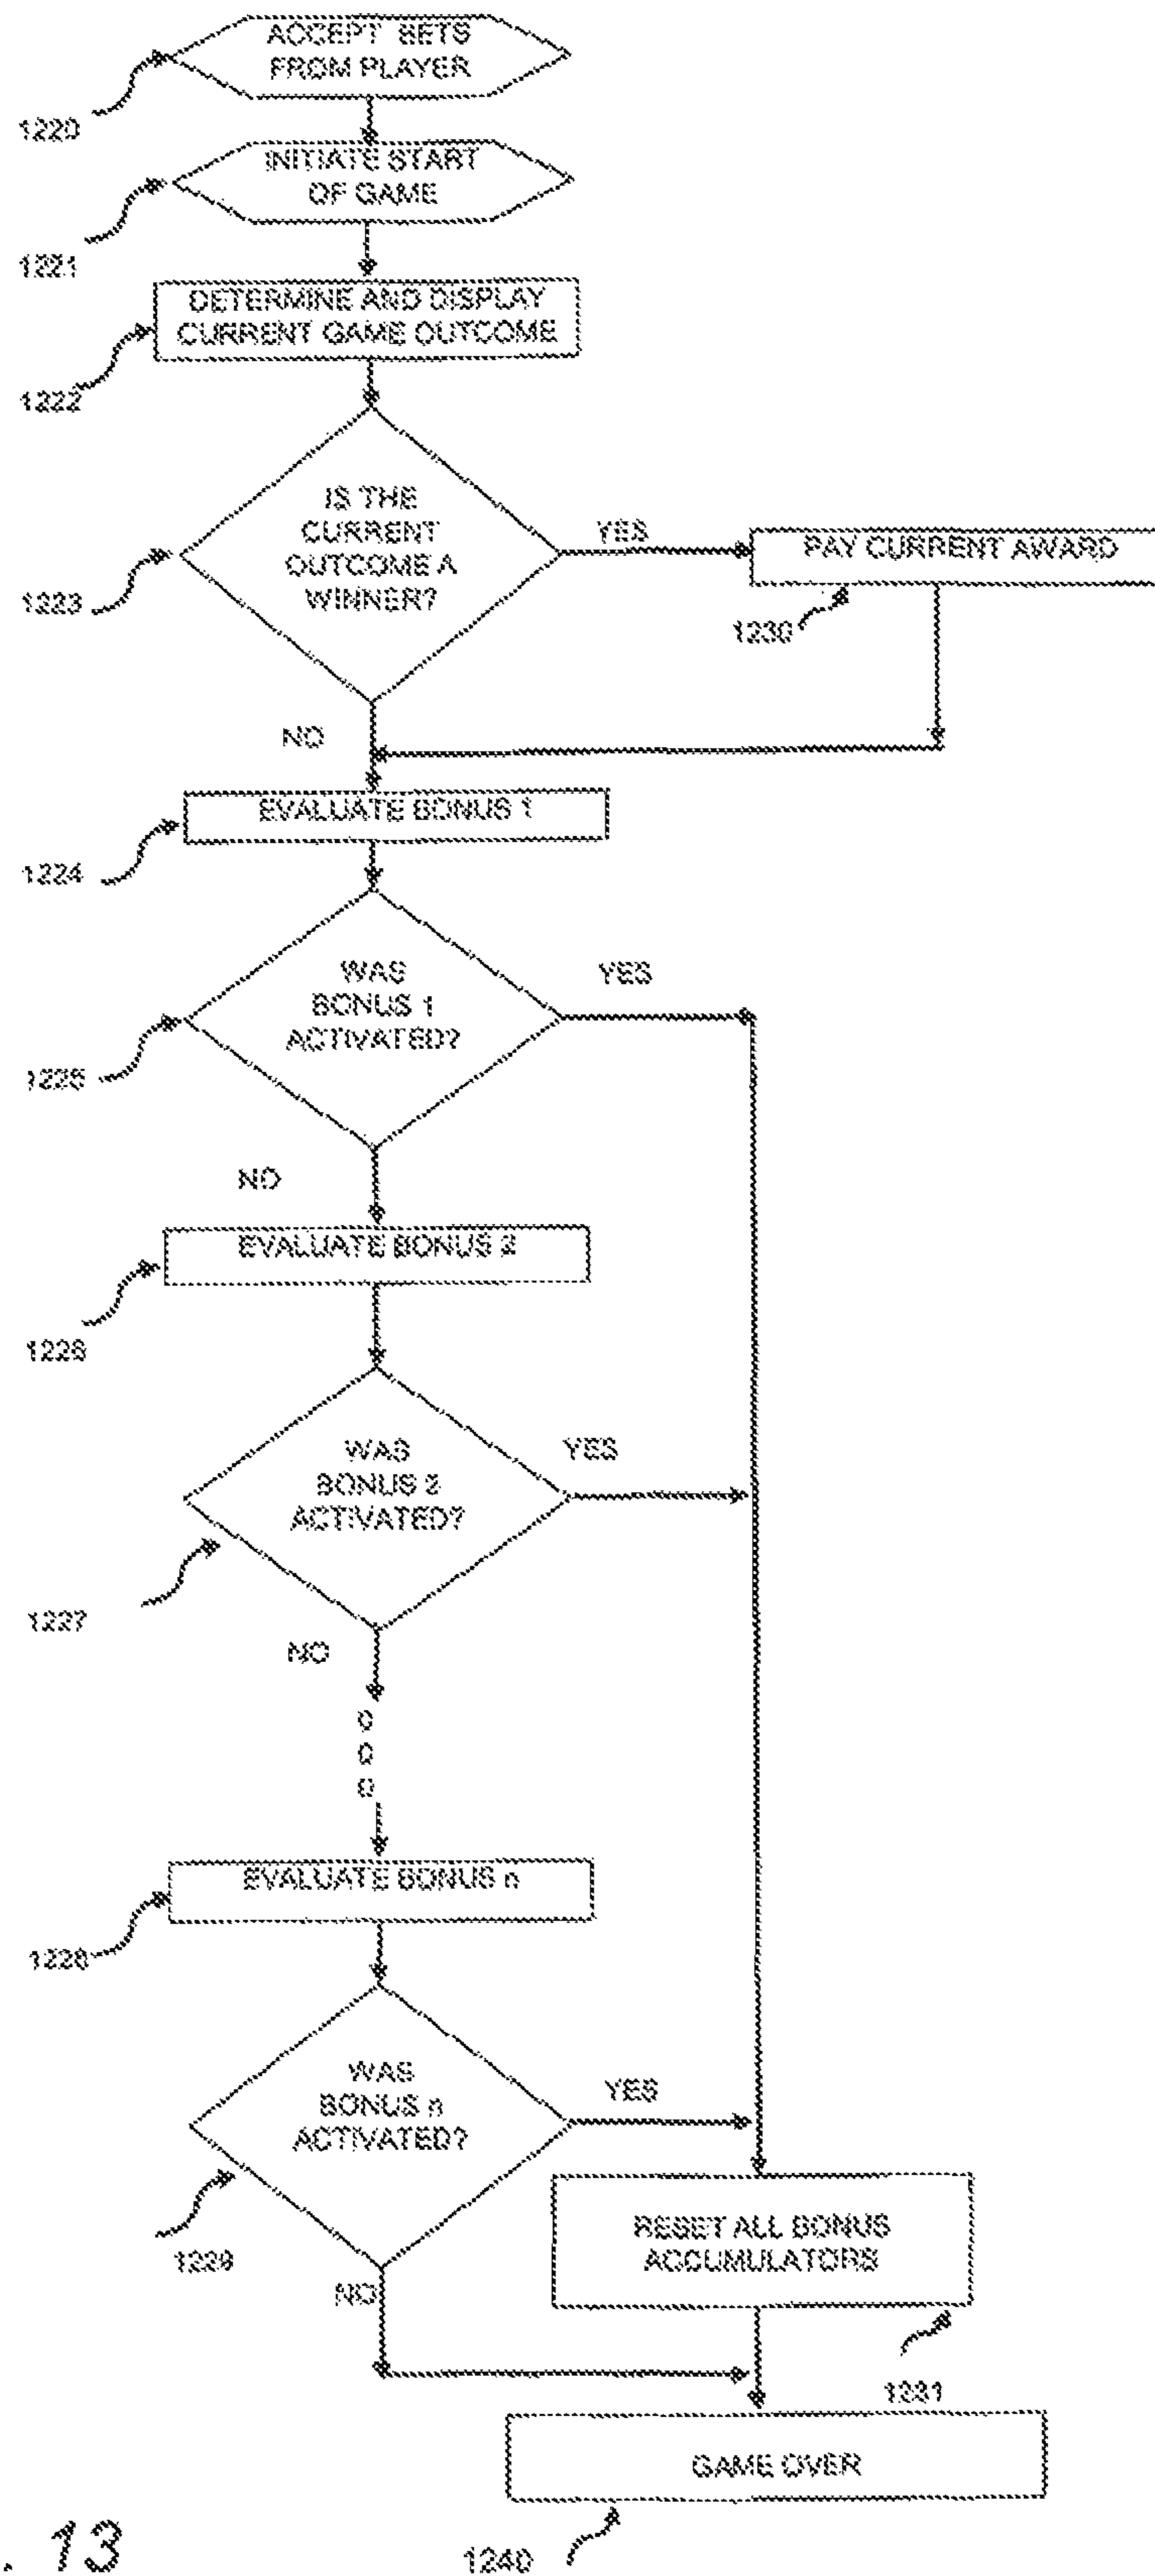 ACCEPT BETS
FROM PLAYER
1220
INITIATE START
OF GAME
1221
DETERMINE AND DISPLAY
CURRENT GAME OUTCOME
1222
IS THE
CURRENT
OUTCOME A
WINNER?
YES
PAY CURRENT AWARD
1223
1230
NO
EVALUATE BONUS 1
1224
WAS
BONUS 1
ACTIVATED?
YES
1225
NO
EVALUATE BONUS 2
1226
WAS
BONUS 2
ACTIVATED?
YES
1227
NO
0
0
0
EVALUATE BONUS n
1228
WAS
BONUS n
ACTIVATED?
YES
1229
NO
RESET ALL BONUS
ACCUMULATORS
1231
GAME OVER
1240
. 13